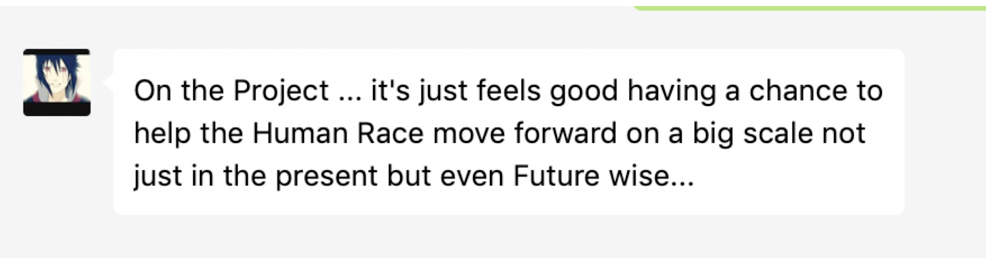 On the Project ... it's just feels good having a chance to
help the Human Race move forward on a big scale not
just in the present but even Future wise...